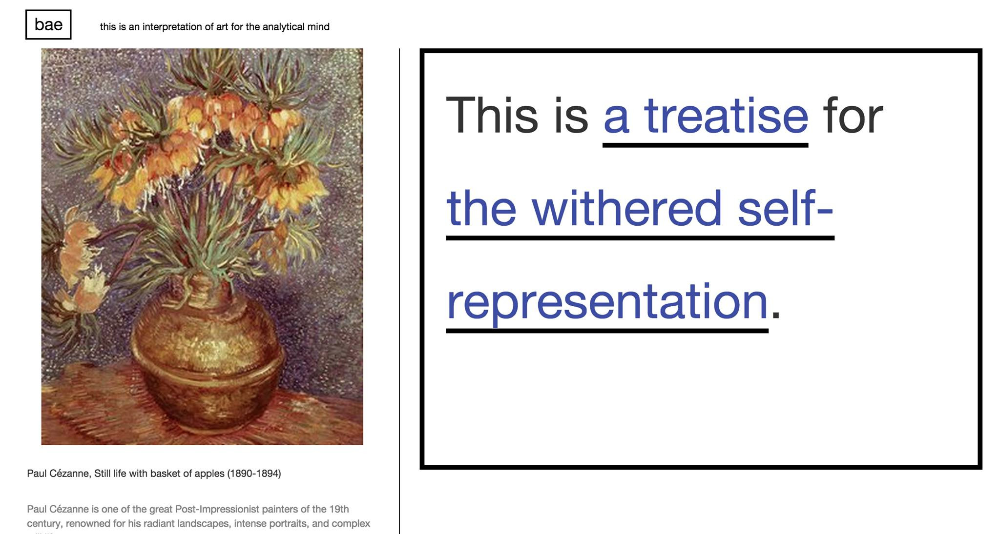 bae
this is an interpretation of art for the analytical mind
Paul Cézanne, Still life with basket of apples (1890-1894)
Paul Cézanne is one of the great Post-Impressionist painters of the 19th
century, renowned for his radiant landscapes, intense portraits, and complex
This is a treatise for
the withered self-
representation.